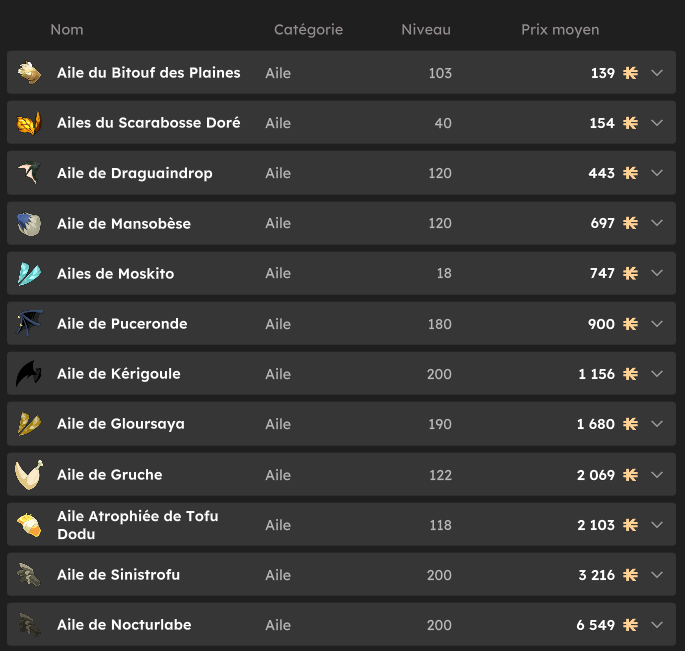 Nom Catégorie Niveau Prix moyen
Aile du Bitouf des Plaines Aile 103 139
Ailes du Scarabosse Doré Aile 40 154
Aile de Draguaindrop Aile 120 443
Aile de Mansobèse Aile 120 697
Ailes de Moskito Aile 18 747
Aile de Puceronde Aile 180 900
Aile de Kérigoule Aile 200 1 156
Aile de Gloursaya Aile 190 1 680
Aile de Gruche Aile 122 2 069
Aile Atrophiée de Tofu
Dodu Aile 118 2 103
Aile de Sinistrofu Aile 200 3 216
Aile de Nocturlabe Aile 200 6 549